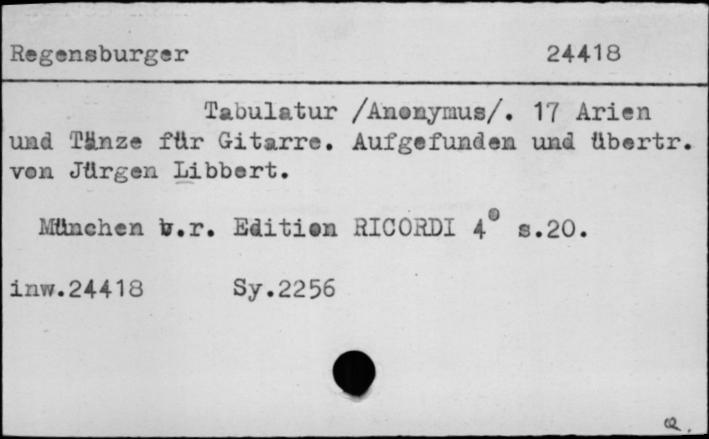 Regensburger 24418
Tabulatur /Anonymus/. 17 Arien
und Tänze für Gitarre. Aufgefunden und übertr.
von Jürgen Libbert.
München b.r. Edition RICORDI 4° s.20.
inw.24418 Sy.2256